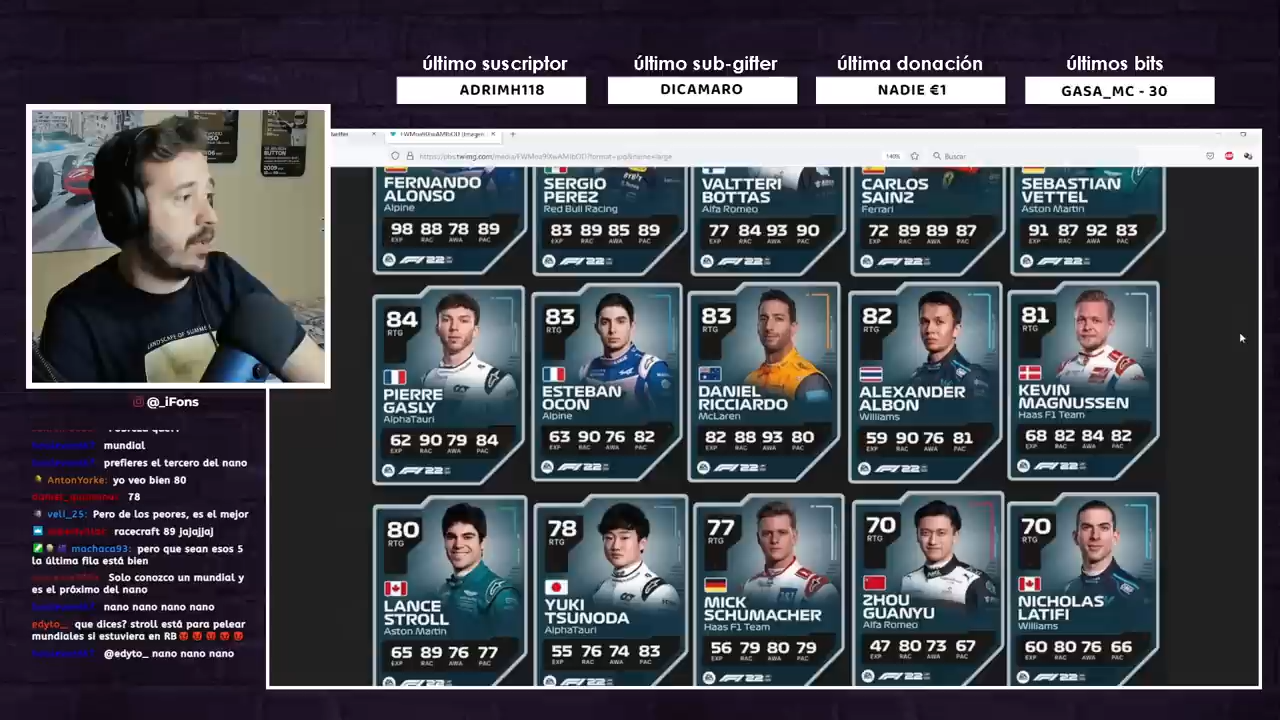 último suscriptor
ADRIMH118
último sub-gifter
DICAMARO
última donación
NADIE €1
últimos bits
GASA_MC - 30
BUTTON
2009
LANDSCAPE OF SUMME
@_iFons
mundial
prefieres el tercero del nano
AntonYorke: yo veo bien 80
78
veli_25: Pero de los peores, es el mejor
racecraft 89 jajajjaj
machaca93: pero que sean esos 5
la última fila está bien
Solo conozco un mundial y
es el próximo del nano
nano nano nano nano
edyto_: que dices? stroll está para pelear
mundiales si estuviera en RB
@edyto_ nano nano nano
140%
Buscar
FERNANDO
ALONSO
Alpine
98 88 78 89
EXP RAC AWA PAC
F1 22
SERGIO
PEREZ
Red Bull Racing
83 89 85 89
EXP RAC AWA PAC
F1 22
VALTTERI
BOTTAS
Alfa Romeo
77 84 93 90
EXP RAC AWA PAC
F1 22
CARLOS
SAINZ
Ferrari
72 89 89 87
EXP RAC AWA PAC
F1 22
SEBASTIAN
VETTEL
Aston Martin
91 87 92 83
EXP RAC AWA PAC
F1 22
84
RTG
PIERRE
GASLY
AlphaTauri
62 90 79 84
EXP RAC AWA PAC
F1 22
83
RTG
ESTEBAN
OCON
Alpine
63 90 76 82
EXP RAC AWA PAC
F1 22
83
RTG
DANIEL
RICCIARDO
McLaren
82 88 93 80
EXP RAC AWA PAC
F1 22
82
RTG
ALEXANDER
ALBON
Williams
59 90 76 81
EXP RAC AWA PAC
F1 22
81
RTG
KEVIN
MAGNUSSEN
Haas F1 Team
68 82 84 82
EXP RAC AWA PAC
F1 22
80
RTG
LANCE
STROLL
Aston Martin
65 89 76 77
EXP RAC AWA PAC
F1 22
78
RTG
YUKI
TSUNODA
AlphaTauri
55 76 74 83
EXP RAC AWA PAC
F1 22
77
RTG
MICK
SCHUMACHER
Haas F1 Team
56 79 80 79
EXP RAC AWA PAC
F1 22
70
RTG
ZHOU
GUANYU
Alfa Romeo
47 80 73 67
EXP RAC AWA PAC
F1 22
70
RTG
NICHOLAS
LATIFI
Williams
60 80 76 66
EXP RAC AWA PAC
F1 22